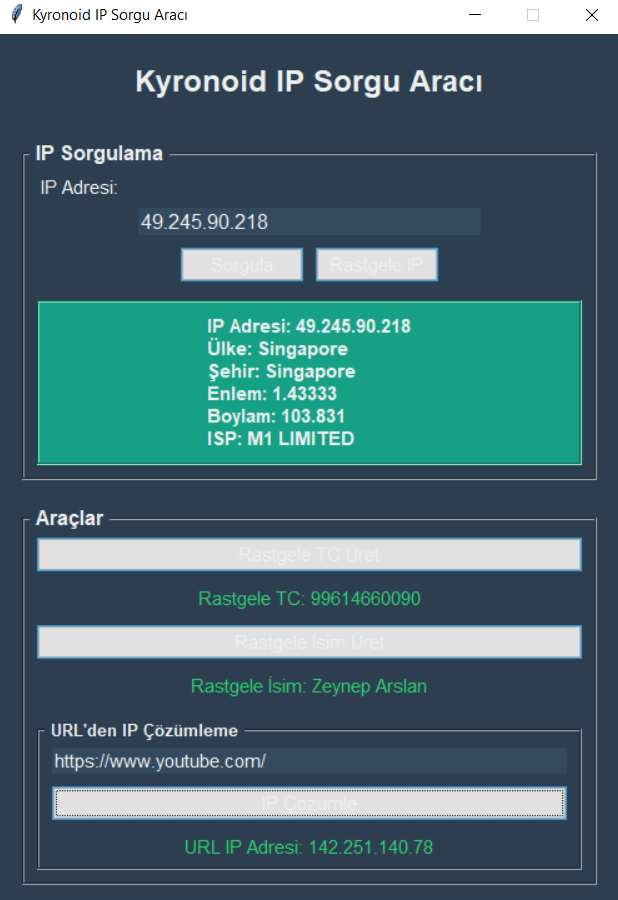 Kyronoid IP Sorgu Aracı
Kyronoid IP Sorgu Aracı
IP Sorgulama
IP Adresi:
49.245.90.218
Sorgula Rastgele IP
IP Adresi: 49.245.90.218
Ülke: Singapore
Şehir: Singapore
Enlem: 1.43333
Boylam: 103.831
ISP: M1 LIMITED
Araçlar
Rastgele TC Üret
Rastgele TC: 99614660090
Rastgele İsim Üret
Rastgele İsim: Zeynep Arslan
URL'den IP Çözümleme
https://www.youtube.com/
IP Çözümle
URL IP Adresi: 142.251.140.78